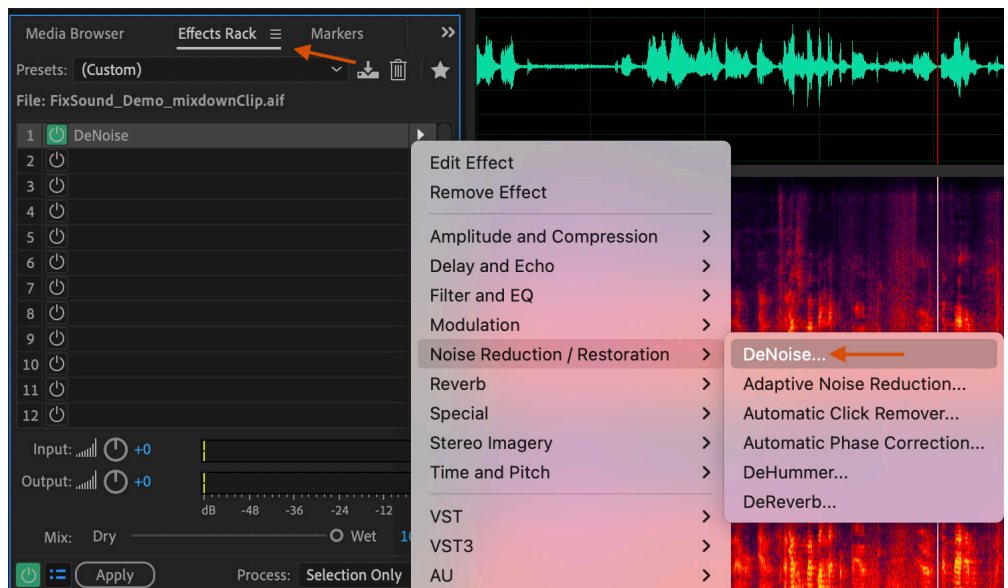 Media Browser Effects Rack Markers
Presets: (Custom)
File: FixSound_Demo_mixdownClip.aif
1 DeNoise
2
3
4
5
6
7
8
9
10
11
12
Input: +0
Output: +0
dB -48 -36 -24 -12
Mix: Dry Wet
Apply Process: Selection Only
Edit Effect
Remove Effect
Amplitude and Compression
Delay and Echo
Filter and EQ
Modulation
Noise Reduction / Restoration
Reverb
Special
Stereo Imagery
Time and Pitch
VST
VST3
AU
DeNoise...
Adaptive Noise Reduction...
Automatic Click Remover...
Automatic Phase Correction...
DeHummer...
DeReverb...